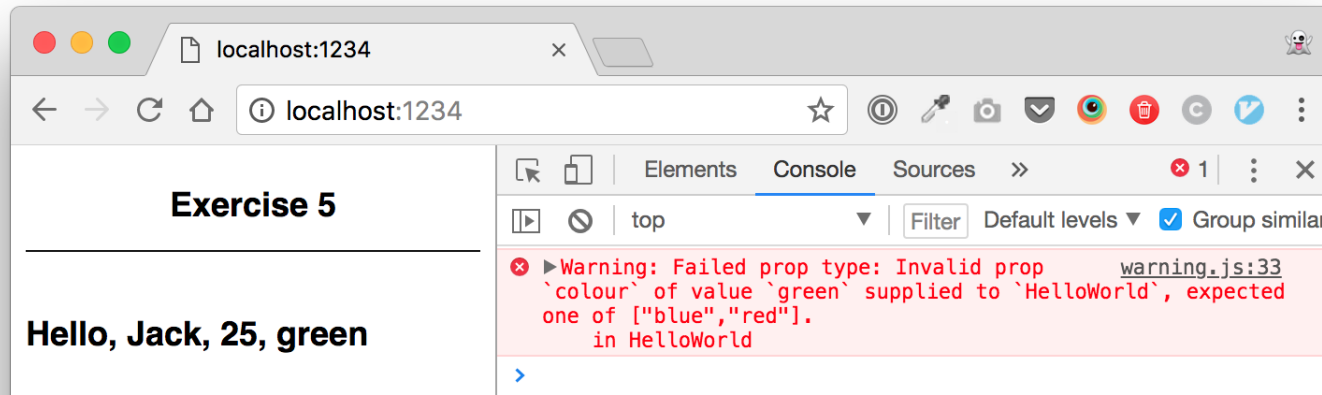 localhost:1234
localhost:1234
Elements Console Sources » 1
top Filter Default levels ▼ Group similar
Exercise 5
Warning: Failed prop type: Invalid prop warning.js:33
`colour` of value `green` supplied to `HelloWorld`, expected
one of ["blue","red"].
in HelloWorld
Hello, Jack, 25, green